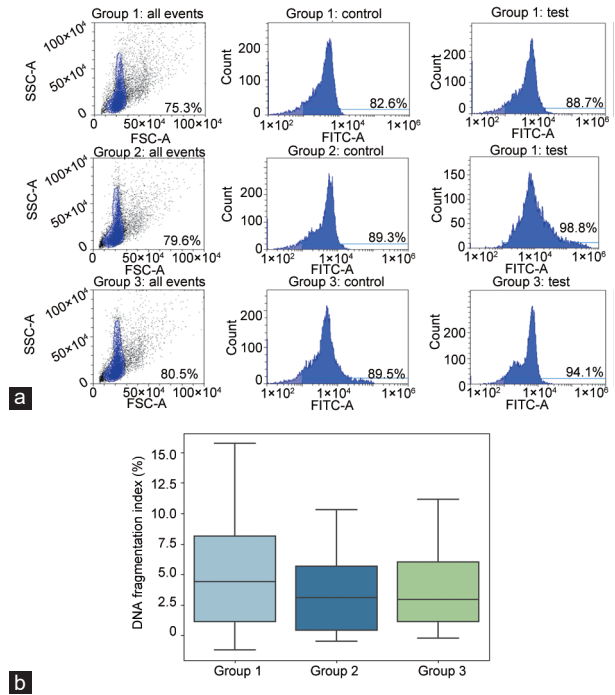 Group 1: all events
100×10⁴
50×10⁴
0
SSC-A
75.3%
0
50×10⁴
100×10⁴
FSC-A
Group 1: control
200
100
0
Count
82.6%
1×10²
1×10⁴
1×10⁶
FITC-A
Group 1: test
200
100
0
Count
88.7%
1×10²
1×10⁴
1×10⁶
FITC-A
Group 2: all events
100×10⁴
50×10⁴
0
SSC-A
79.6%
0
50×10⁴
100×10⁴
FSC-A
Group 2: control
200
100
0
Count
89.3%
1×10²
1×10⁴
1×10⁶
FITC-A
Group 1: test
150
100
50
0
Count
98.8%
1×10²
1×10⁴
1×10⁶
FITC-A
Group 3: all events
100×10⁴
50×10⁴
0
SSC-A
80.5%
0
50×10⁴
100×10⁴
FSC-A
Group 3: control
200
100
0
Count
89.5%
1×10²
1×10⁴
1×10⁶
FITC-A
Group 3: test
300
200
100
0
Count
94.1%
1×10²
1×10⁴
1×10⁶
FITC-A
a
DNA fragmentation index (%)
15.0
12.5
10.0
7.5
5.0
2.5
0
Group 1
Group 2
Group 3
b